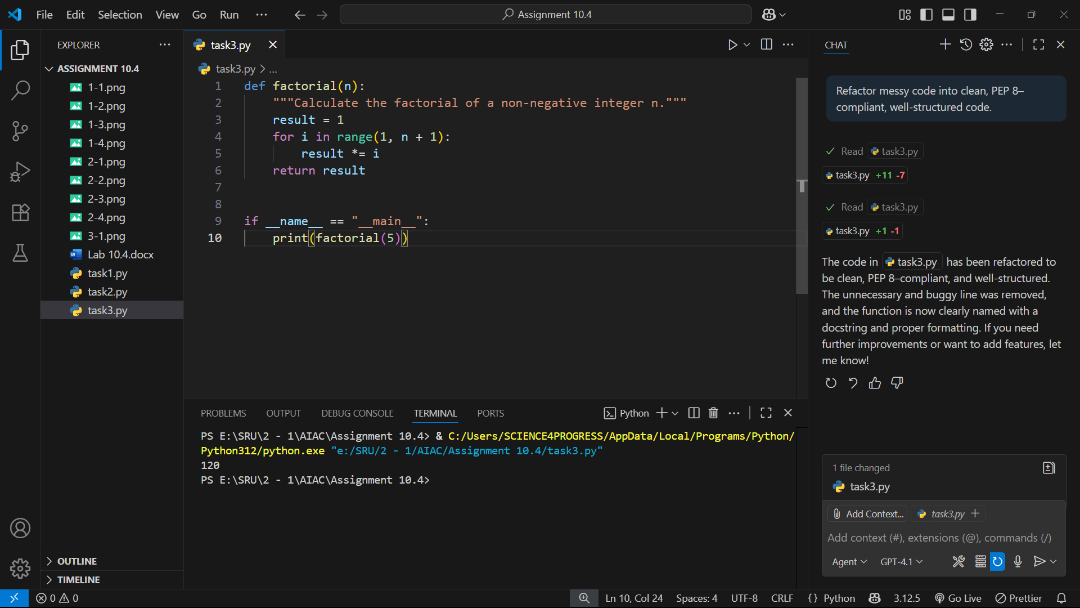 File Edit Selection View Go Run ··· Assignment 10.4
EXPLORER ···
ASSIGNMENT 10.4
1-1.png
1-2.png
1-3.png
1-4.png
2-1.png
2-2.png
2-3.png
2-4.png
3-1.png
Lab 10.4.docx
task1.py
task2.py
task3.py
OUTLINE
TIMELINE
task3.py
task3.py > ...
1 def factorial(n):
2 """Calculate the factorial of a non-negative integer n."""
3 result = 1
4 for i in range(1, n + 1):
5 result *= i
6 return result
7
8
9 if __name__ == "__main__":
10 print(factorial(5))
PROBLEMS OUTPUT DEBUG CONSOLE TERMINAL PORTS Python
PS E:\SRU\2 - 1\AIAC\Assignment 10.4> & C:/Users/SCIENCE4PROGRESS/AppData/Local/Programs/Python/
Python312/python.exe "e:/SRU/2 - 1/AIAC/Assignment 10.4/task3.py"
120
PS E:\SRU\2 - 1\AIAC\Assignment 10.4>
CHAT
Refactor messy code into clean, PEP 8–
compliant, well-structured code.
Read task3.py
task3.py +11 -7
Read task3.py
task3.py +1 -1
The code in task3.py has been refactored to
be clean, PEP 8–compliant, and well-structured.
The unnecessary and buggy line was removed,
and the function is now clearly named with a
docstring and proper formatting. If you need
further improvements or want to add features, let
me know!
1 file changed
task3.py
Add Context... task3.py +
Add context (#), extensions (@), commands (/)
Agent GPT-4.1
0 0 Ln 10, Col 24 Spaces: 4 UTF-8 CRLF {} Python 3.12.5 Go Live Prettier